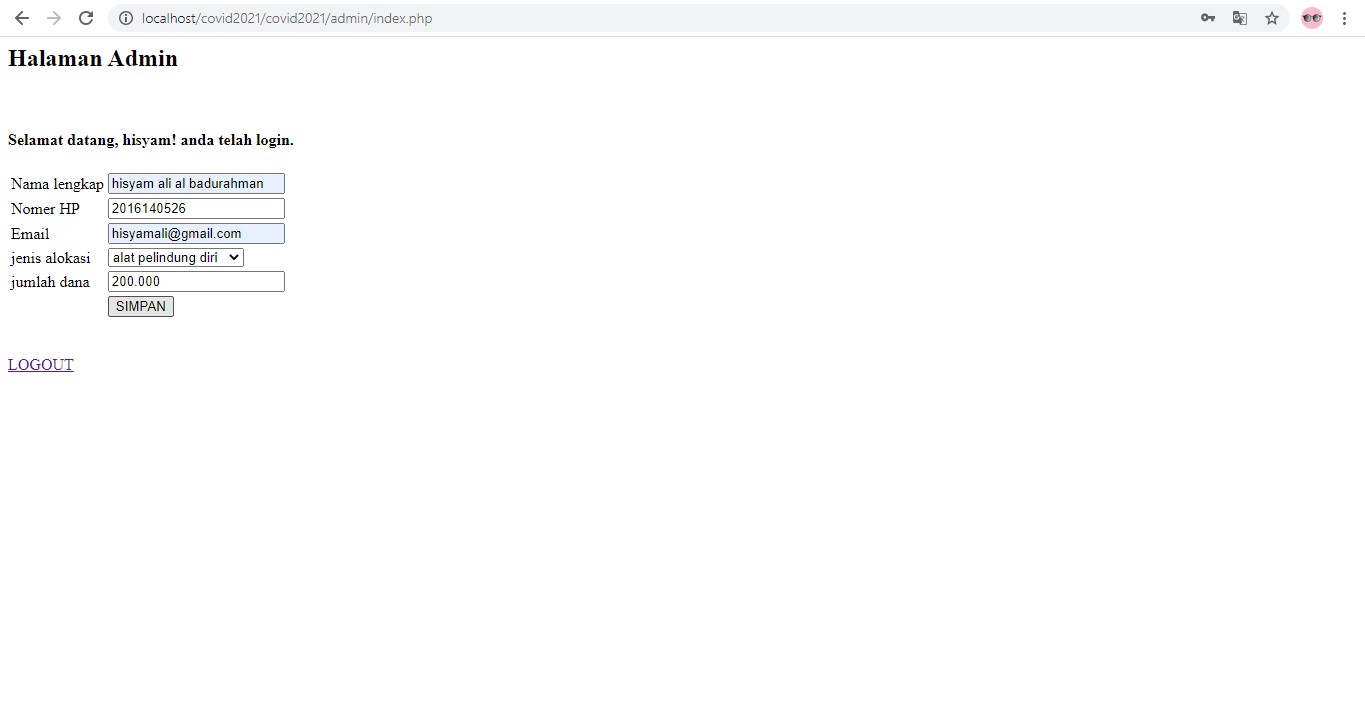 localhost/covid2021/covid2021/admin/index.php
Halaman Admin
Selamat datang, hisyam! anda telah login.
Nama lengkap hisyam ali al badurahman
Nomer HP 2016140526
Email hisyamali@gmail.com
jenis alokasi alat pelindung diri
jumlah dana 200.000
SIMPAN
LOGOUT